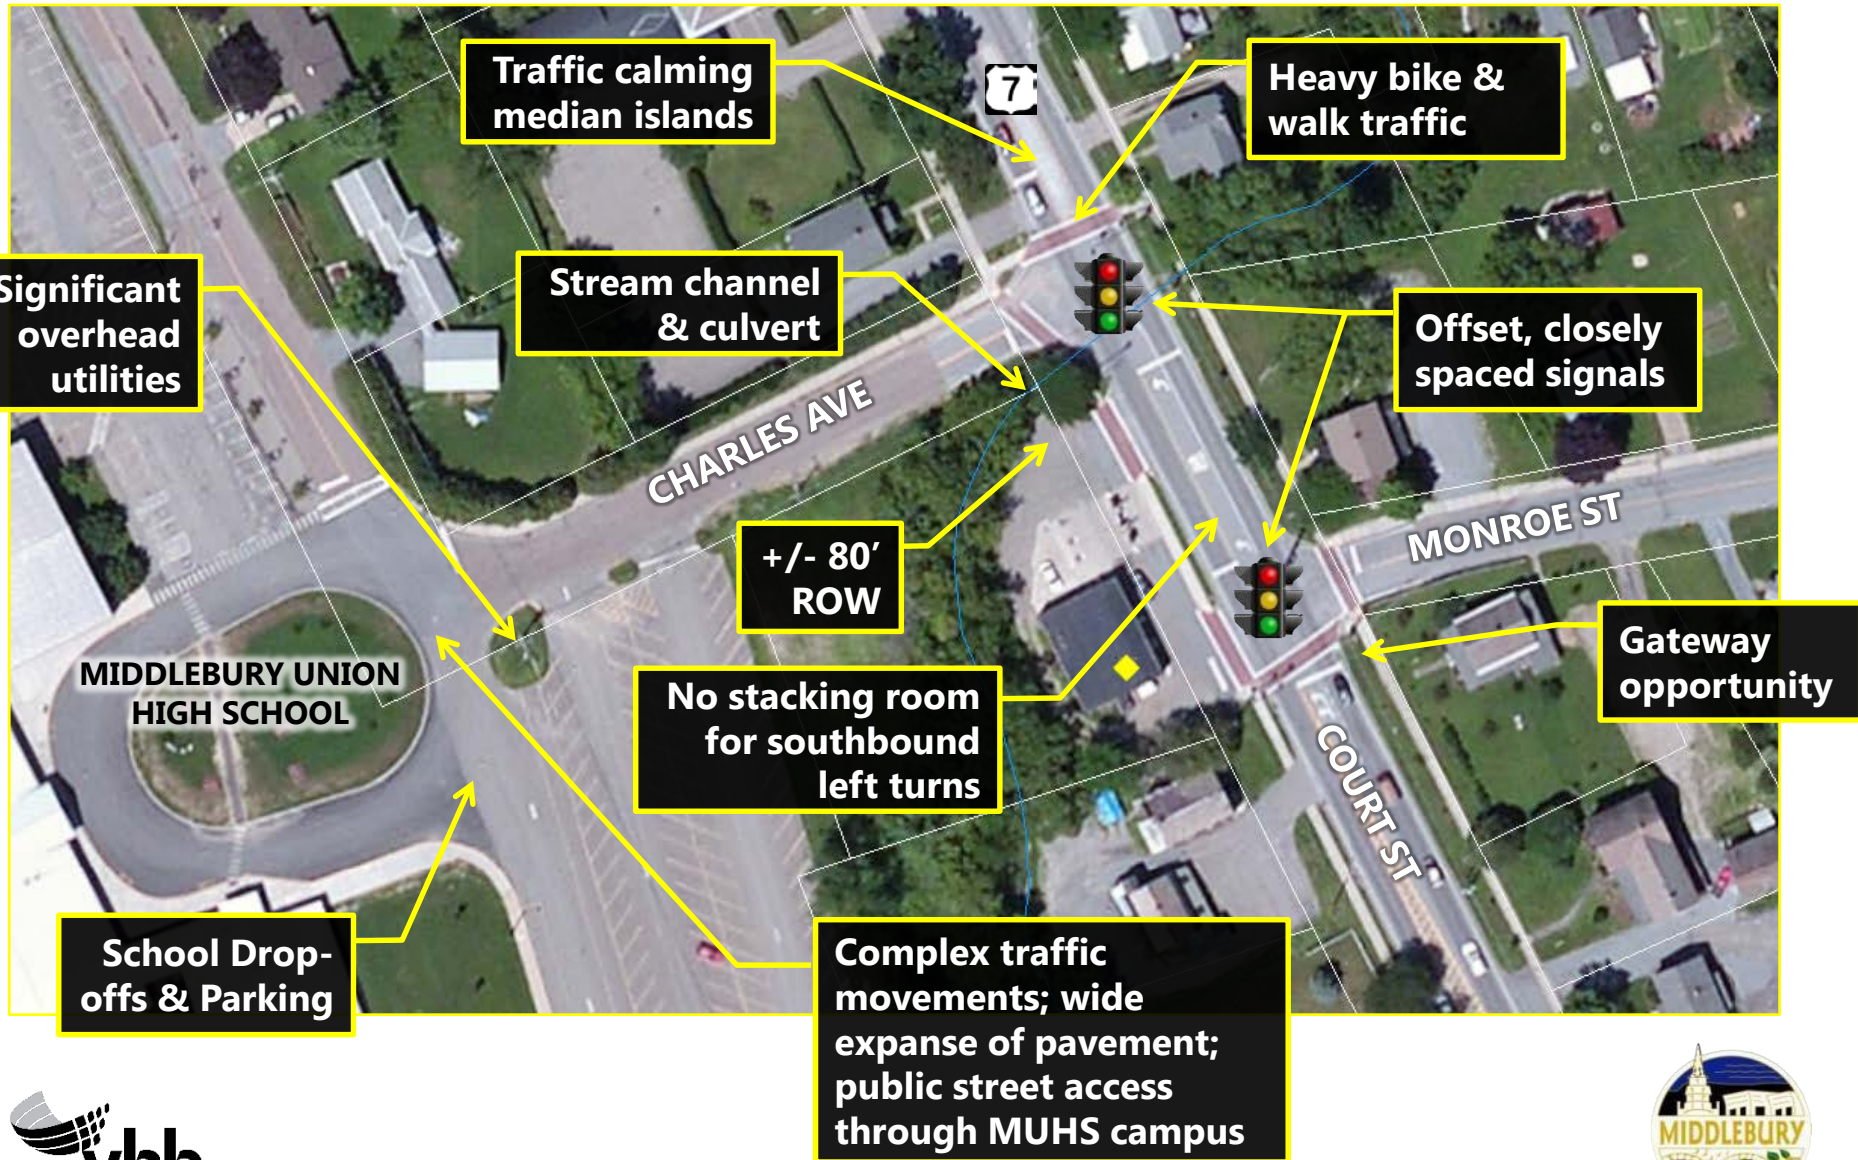 Traffic calming
median islands
7
Heavy bike &
walk traffic
Significant
overhead
utilities
Stream channel
& culvert
Offset, closely
spaced signals
CHARLES AVE
MONROE ST
+/- 80’
ROW
Gateway
opportunity
MIDDLEBURY UNION
HIGH SCHOOL
No stacking room
for southbound
left turns
COURT ST
School Drop-
offs & Parking
Complex traffic
movements; wide
expanse of pavement;
public street access
through MUHS campus
vhb
MIDDLEBURY